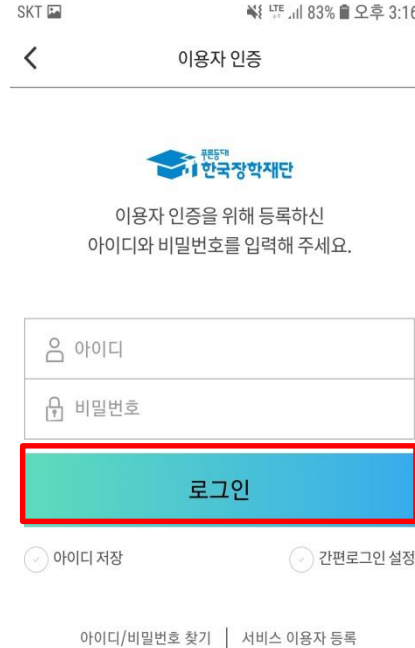 SKT LTE 83% 오후 3:16
이용자 인증
푸른등대
한국장학재단
이용자 인증을 위해 등록하신
아이디와 비밀번호를 입력해 주세요.
아이디
비밀번호
로그인
아이디 저장 간편로그인 설정
아이디/비밀번호 찾기 | 서비스 이용자 등록